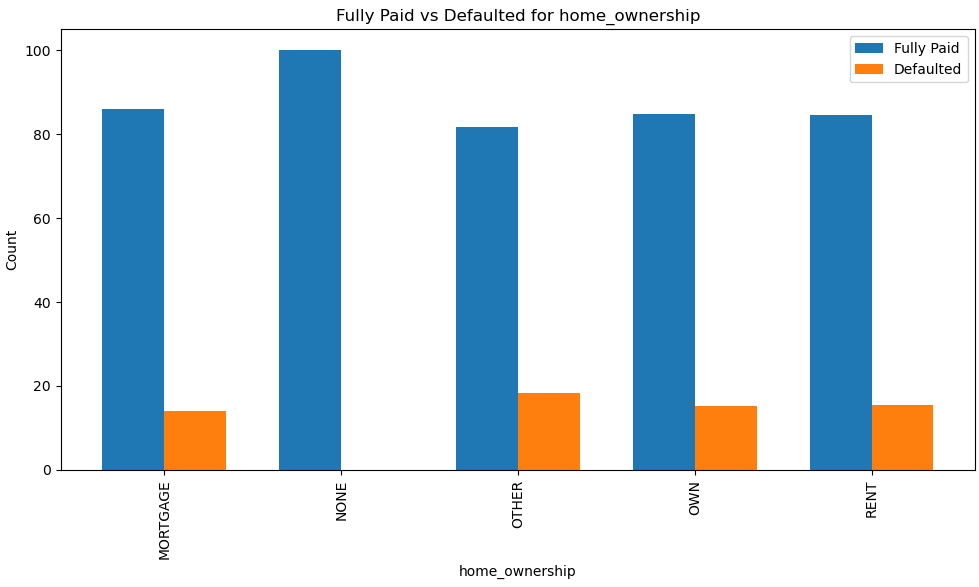 Fully Paid vs Defaulted for home_ownership
Fully Paid
Defaulted
Count
100
80
60
40
20
0
MORTGAGE
NONE
OTHER
OWN
RENT
home_ownership